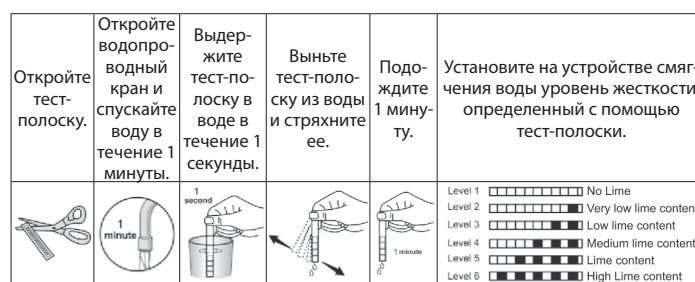 Откройте
тест-
полоску.
Откройте
водопро-
водный
кран и
спускайте
воду в
течение 1
минуты.
Выдер-
жите
тест-по-
лоску в
воде в
течение 1
секунды.
Выньте
тест-поло-
ску из воды
и стряхните
ее.
Подо-
ждите
1 мину-
ту.
Установите на устройстве смяг-
чения воды уровень жесткости
определенный с помощью
тест-полоски.
1
minute
1
second
1 minute
Level 1 No Lime
Level 2 Very low lime conten
Level 3 Low lime content
Level 4 Medium lime content
Level 5 Lime content
Level 6 High Lime content